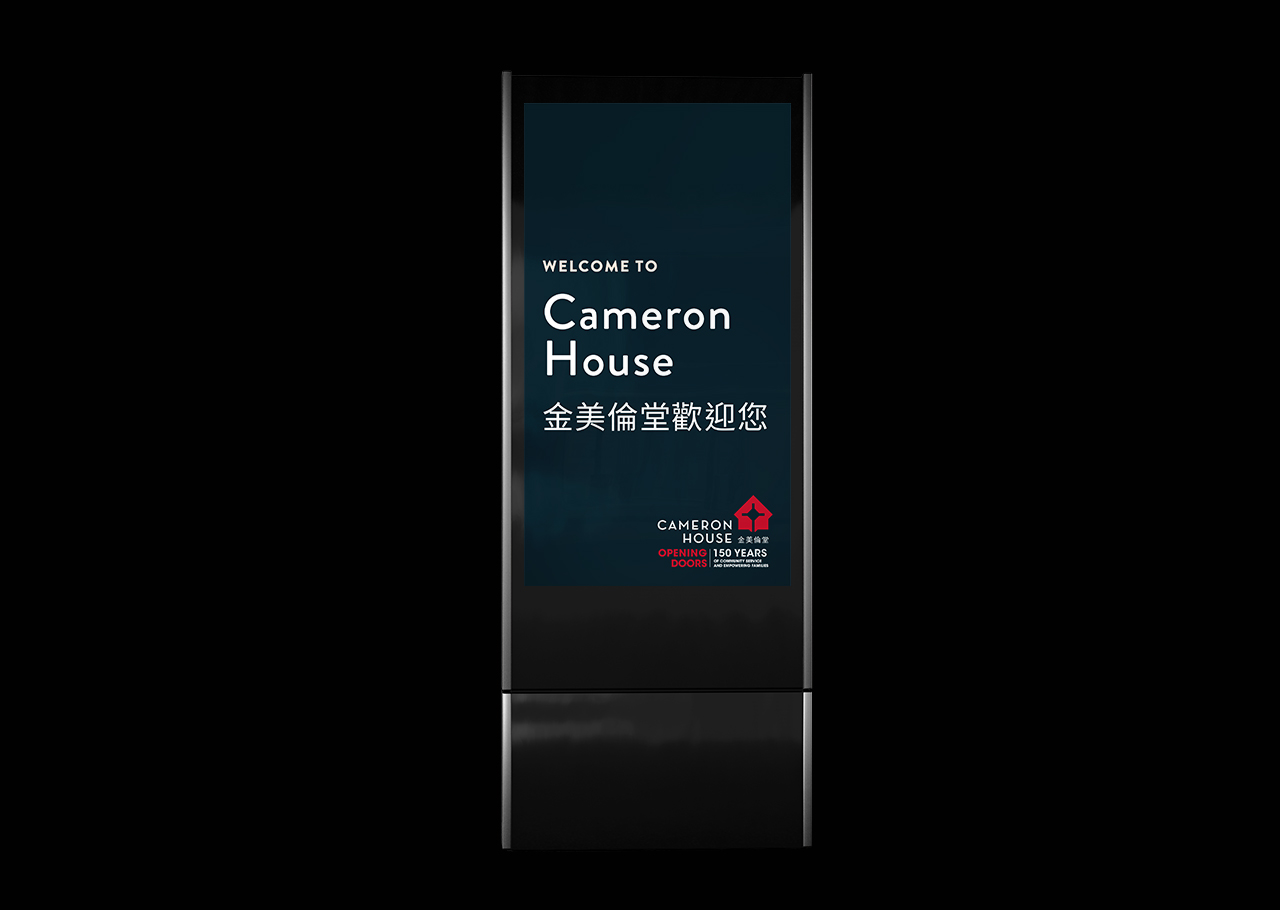 WELCOME TO
Cameron
House
金美倫堂歡迎您
CAMERON
HOUSE 金美倫堂
OPENING
DOORS
150 YEARS
OF COMMUNITY SERVICE
AND EMPOWERING FAMILIES